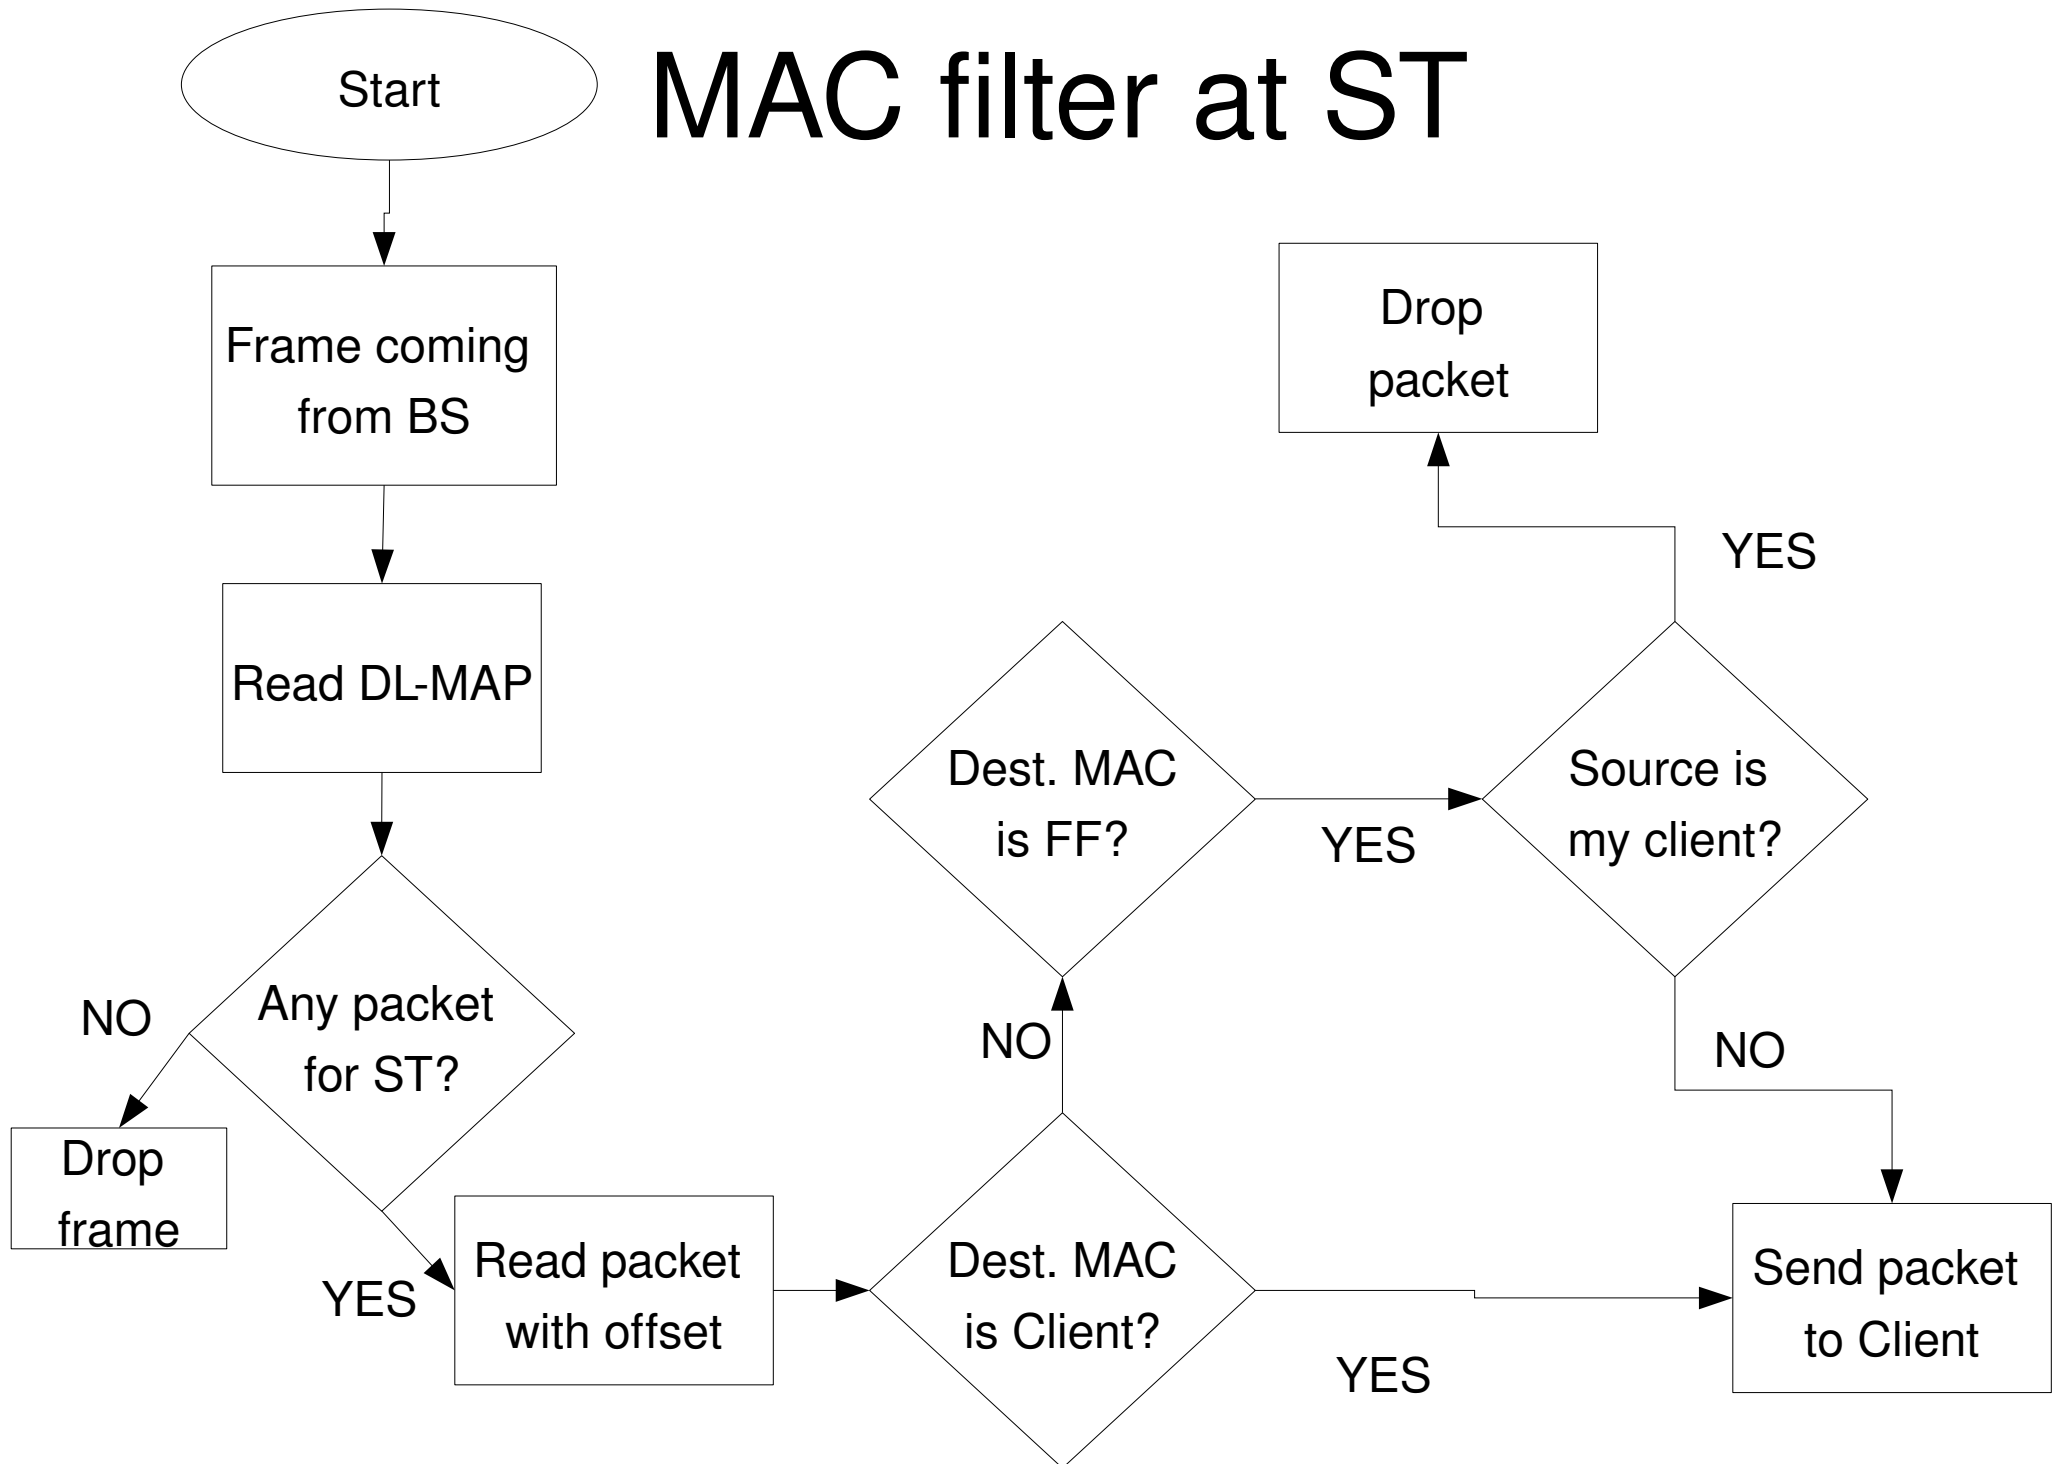 Start
MAC filter at ST
Frame coming
from BS
Read DL-MAP
Any packet
for ST?
NO
Drop
frame
YES
Read packet
with offset
Dest. MAC
is Client?
NO
YES
Dest. MAC
is FF?
YES
Source is
my client?
YES
Drop
packet
NO
Send packet
to Client